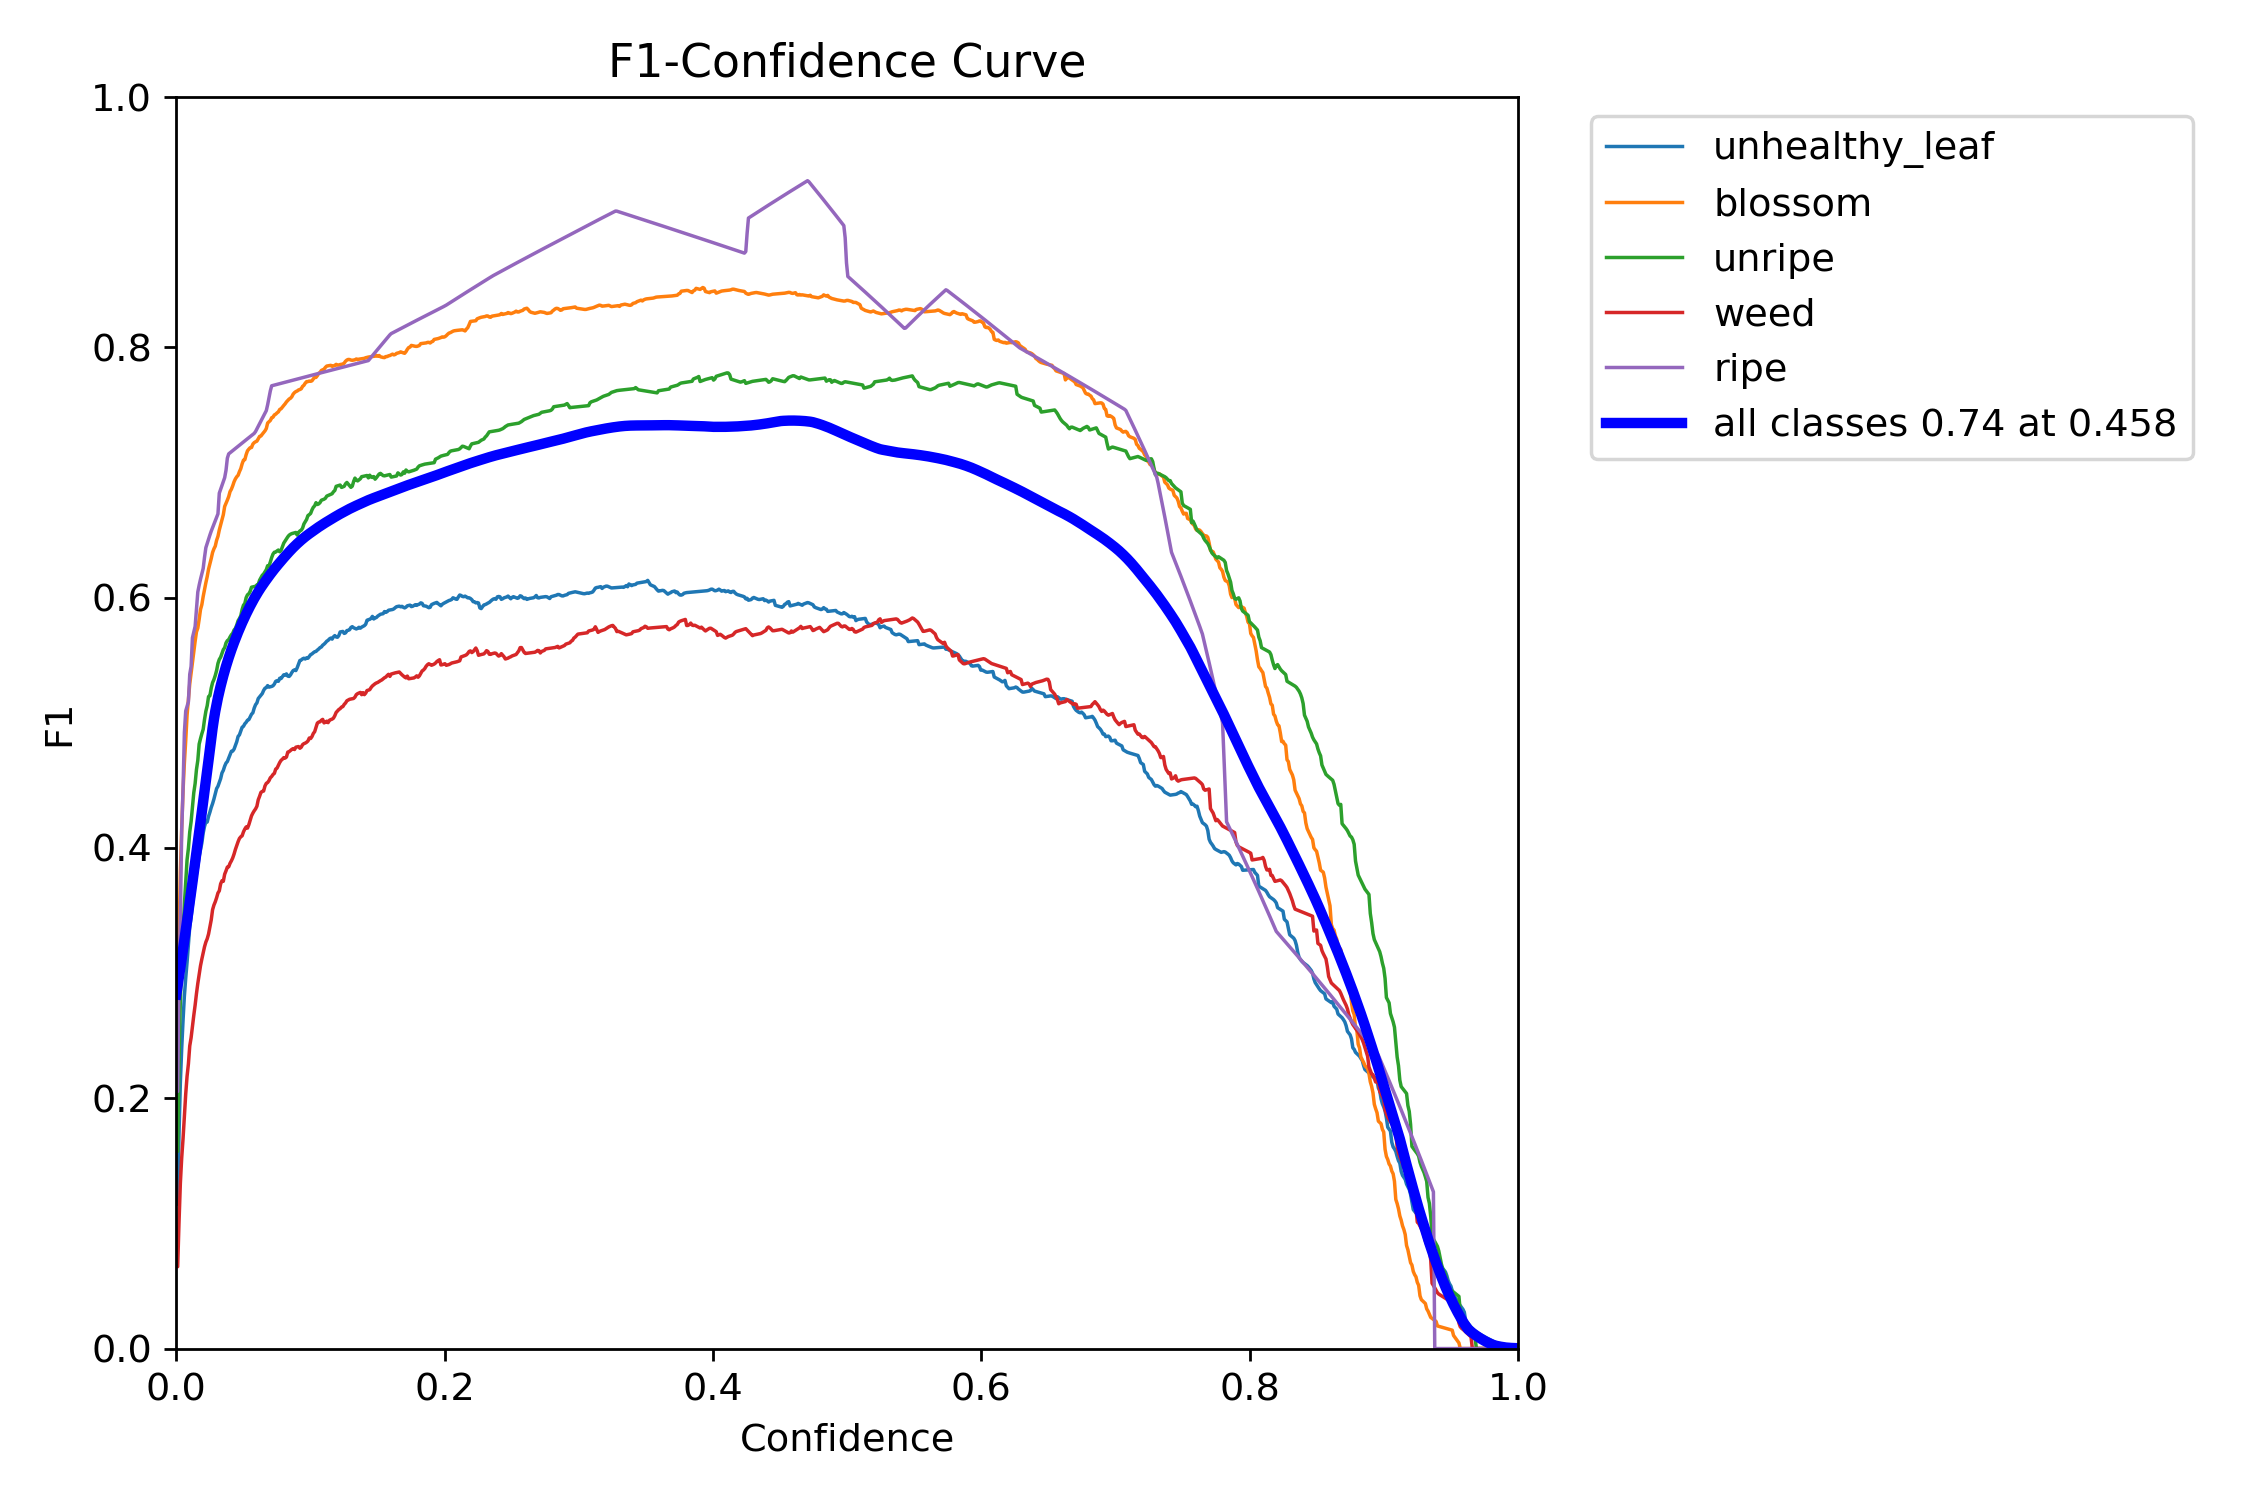 F1-Confidence Curve
1.0
0.8
0.6
0.4
0.2
0.0
F1
0.0 0.2 0.4 0.6 0.8 1.0
Confidence
unhealthy_leaf
blossom
unripe
weed
ripe
all classes 0.74 at 0.458